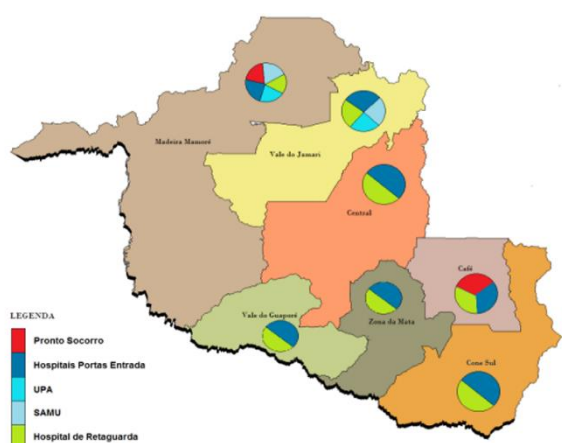 Madeira Mamoré
Vale do Jamari
Central
Café
Vale do Guaporé
Zona da Mata
Cone Sul
LEGENDA
Pronto Socorro
Hospitais Portas Entrada
UPA
SAMU
Hospital de Retaguarda